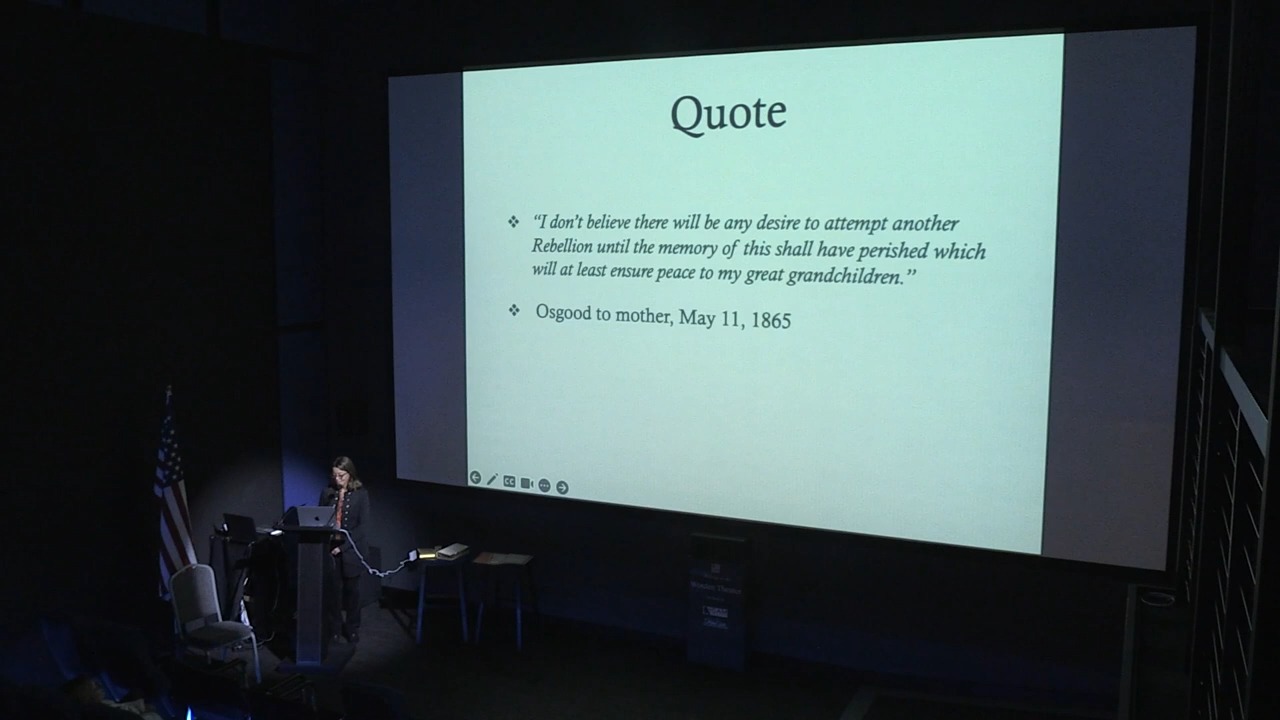 Quote
❖ “I don’t believe there will be any desire to attempt another
Rebellion until the memory of this shall have perished which
will at least ensure peace to my great grandchildren.”
❖ Osgood to mother, May 11, 1865
CC